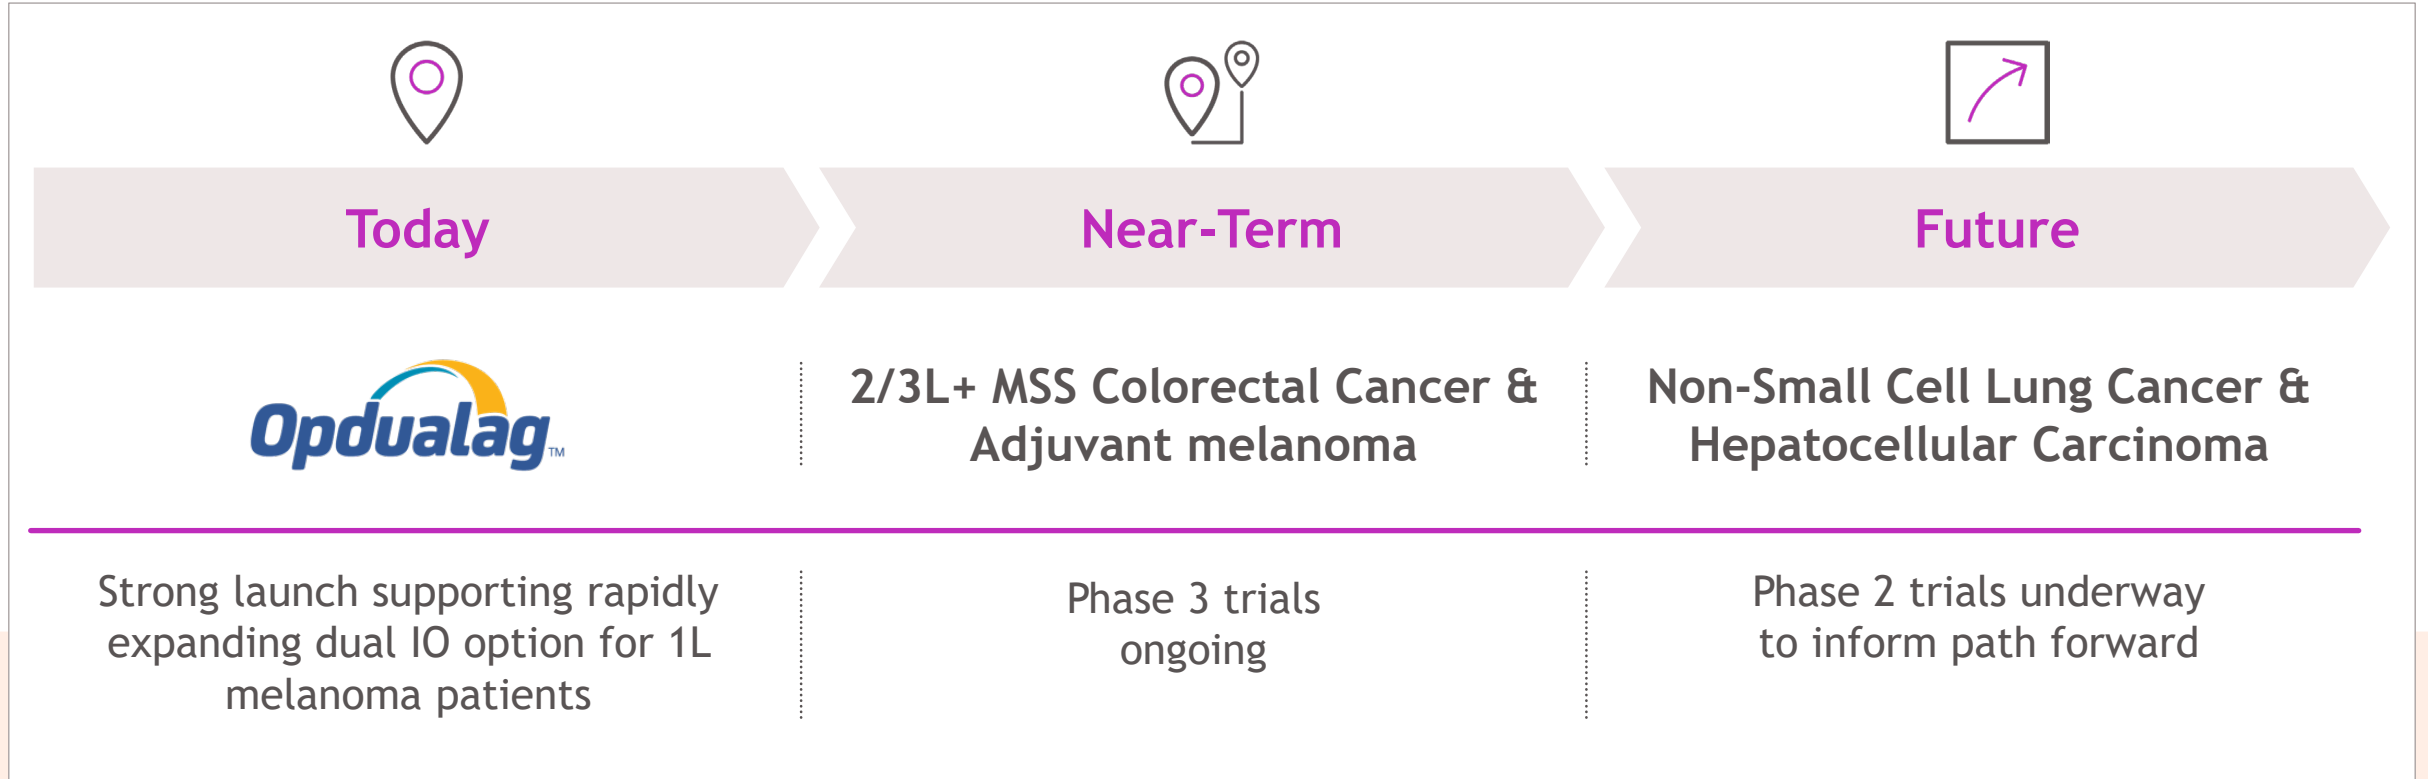 Today
Near-Term
Future
Opdualag™
2/3L+ MSS Colorectal Cancer &
Adjuvant melanoma
Non-Small Cell Lung Cancer &
Hepatocellular Carcinoma
Strong launch supporting rapidly
expanding dual IO option for 1L
melanoma patients
Phase 3 trials
ongoing
Phase 2 trials underway
to inform path forward